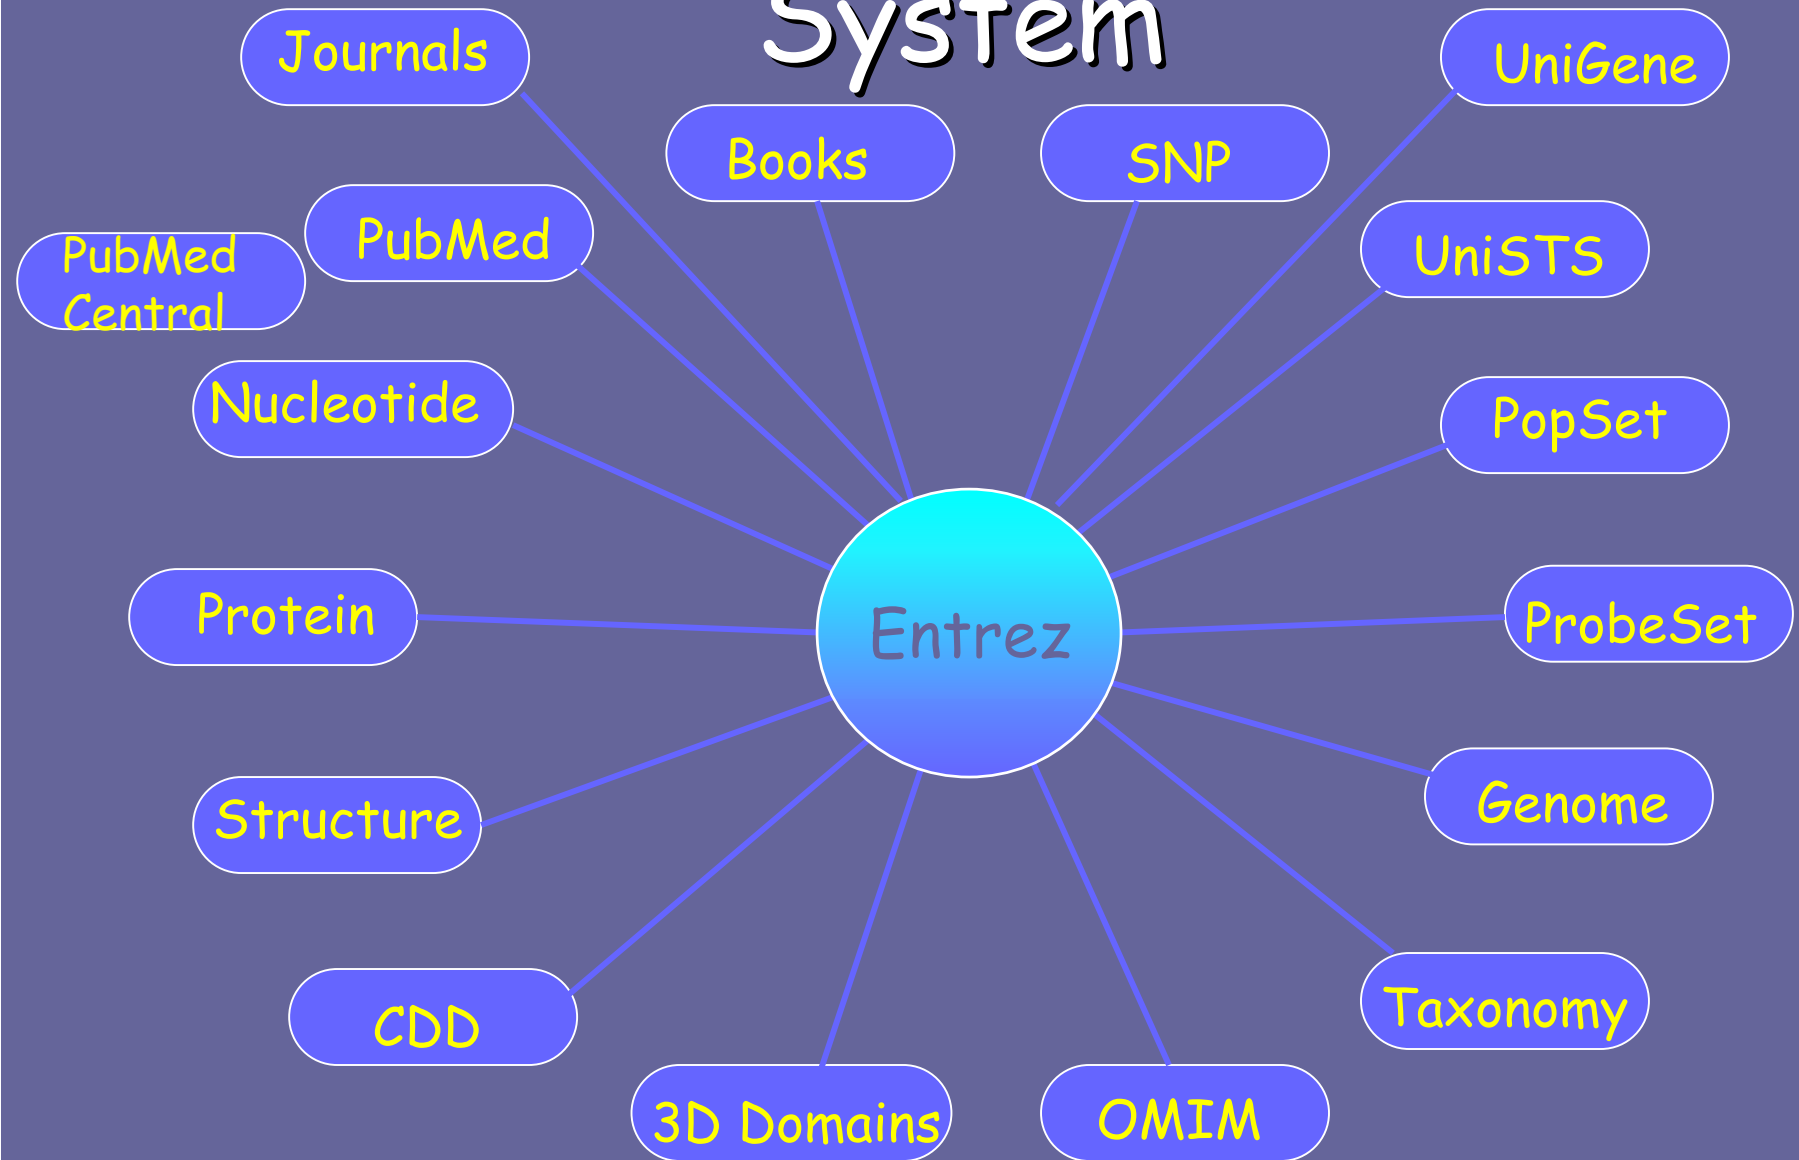 System
Journals
UniGene
Books
SNP
PubMed
UniSTS
PubMed
Central
Nucleotide
PopSet
Protein
Entrez
ProbeSet
Structure
Genome
CDD
Taxonomy
3D Domains
OMIM